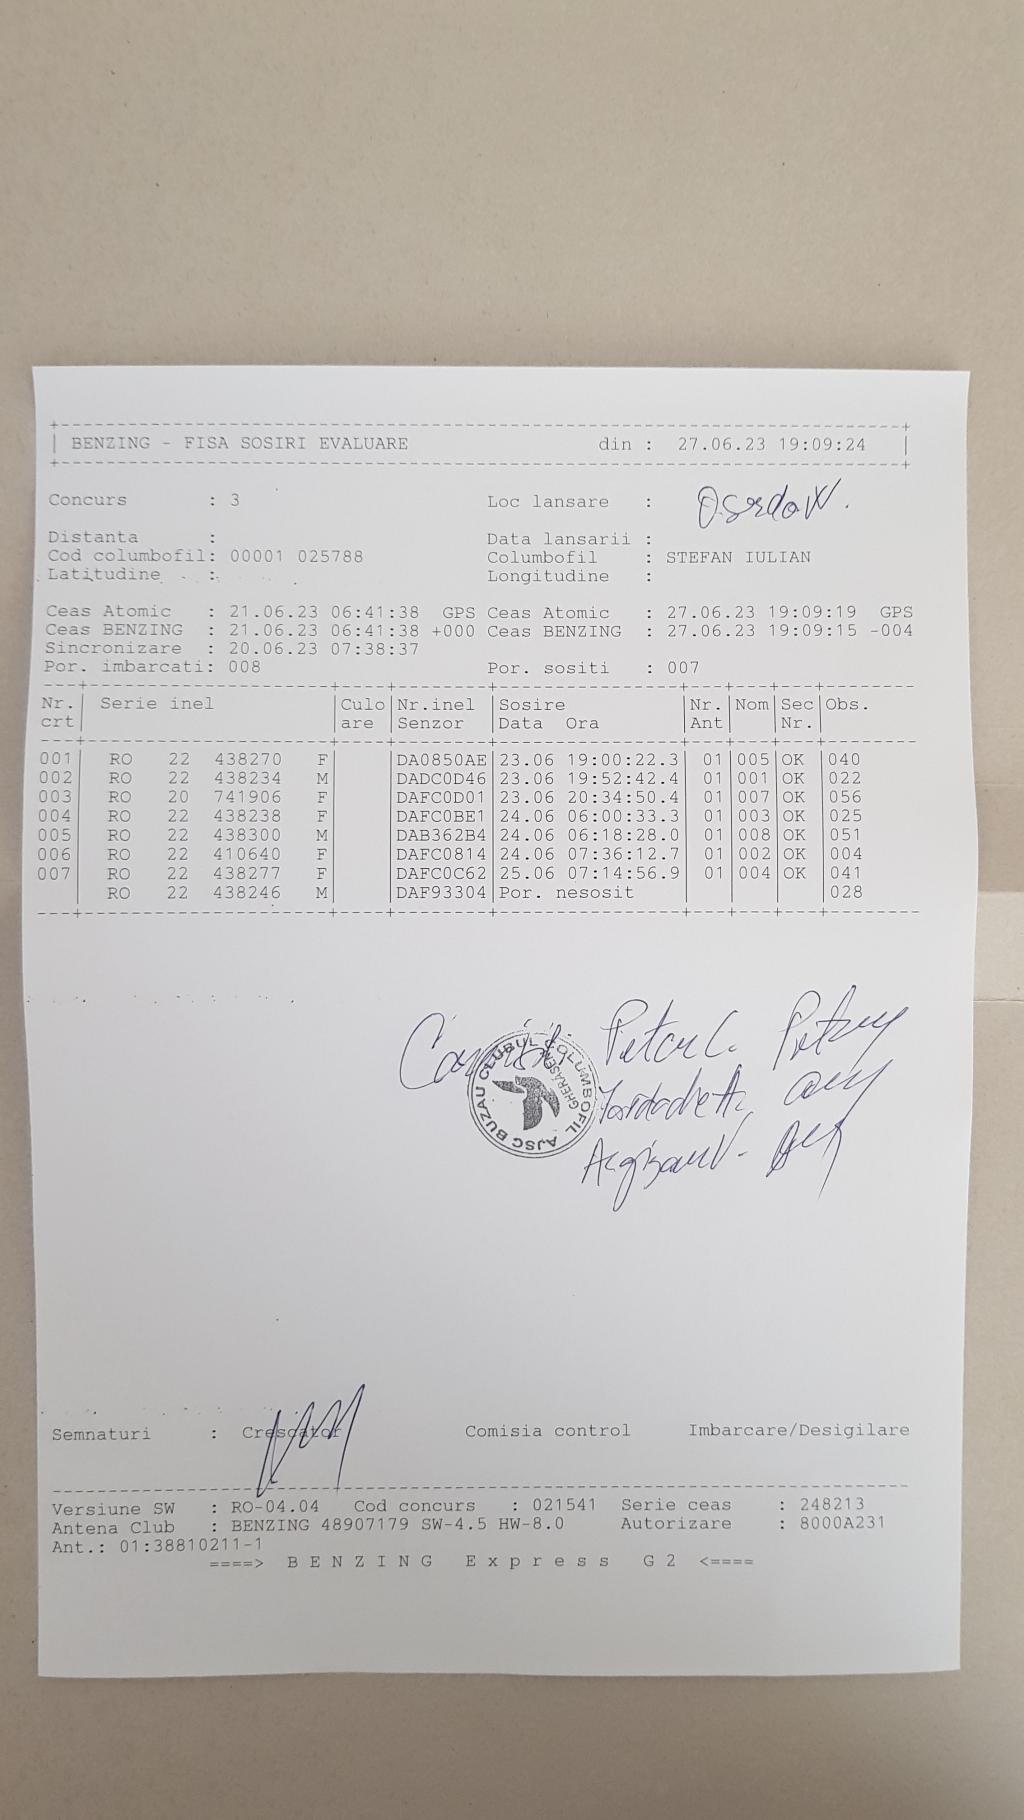 BENZING - FISA SOSIRI EVALUARE din : 27.06.23 19:09:24
Concurs : 3 Loc lansare :
Distanta : Data lansarii :
Cod columbofil: 00001 025788 Columbofil : STEFAN IULIAN
Latitudine : Longitudine :
Ceas Atomic : 21.06.23 06:41:38 GPS Ceas Atomic : 27.06.23 19:09:19 GPS
Ceas BENZING : 21.06.23 06:41:38 +000 Ceas BENZING : 27.06.23 19:09:15 -004
Sincronizare : 20.06.23 07:38:37
Por. imbarcati: 008 Por. sositi : 007
Nr. Serie inel Culo Nr.inel Sosire Nr. Nom Sec Obs.
crt are Senzor Data Ora Ant Nr.
001 RO 22 438270 F DA0850AE 23.06 19:00:22.3 01 005 OK 040
002 RO 22 438234 M DADC0D46 23.06 19:52:42.4 01 001 OK 022
003 RO 20 741906 F DAFC0D01 23.06 20:34:50.4 01 007 OK 056
004 RO 22 438238 F DAFC0BE1 24.06 06:00:33.3 01 003 OK 025
005 RO 22 438300 M DAB362B4 24.06 06:18:28.0 01 008 OK 051
006 RO 22 410640 F DAFC0814 24.06 07:36:12.7 01 002 OK 004
007 RO 22 438277 F DAFC0C62 25.06 07:14:56.9 01 004 OK 041
RO 22 438246 M DAF93304 Por. nesosit 028
CLUBUL COLUMBOFIL AJSC BUZAU
GHERASENI
Semnaturi : Crescator Comisia control Imbarcare/Desigilare
Versiune SW : RO-04.04 Cod concurs : 021541 Serie ceas : 248213
Antena Club : BENZING 48907179 SW-4.5 HW-8.0 Autorizare : 8000A231
Ant.: 01:38810211-1
====> B E N Z I N G E x p r e s s G 2 <====